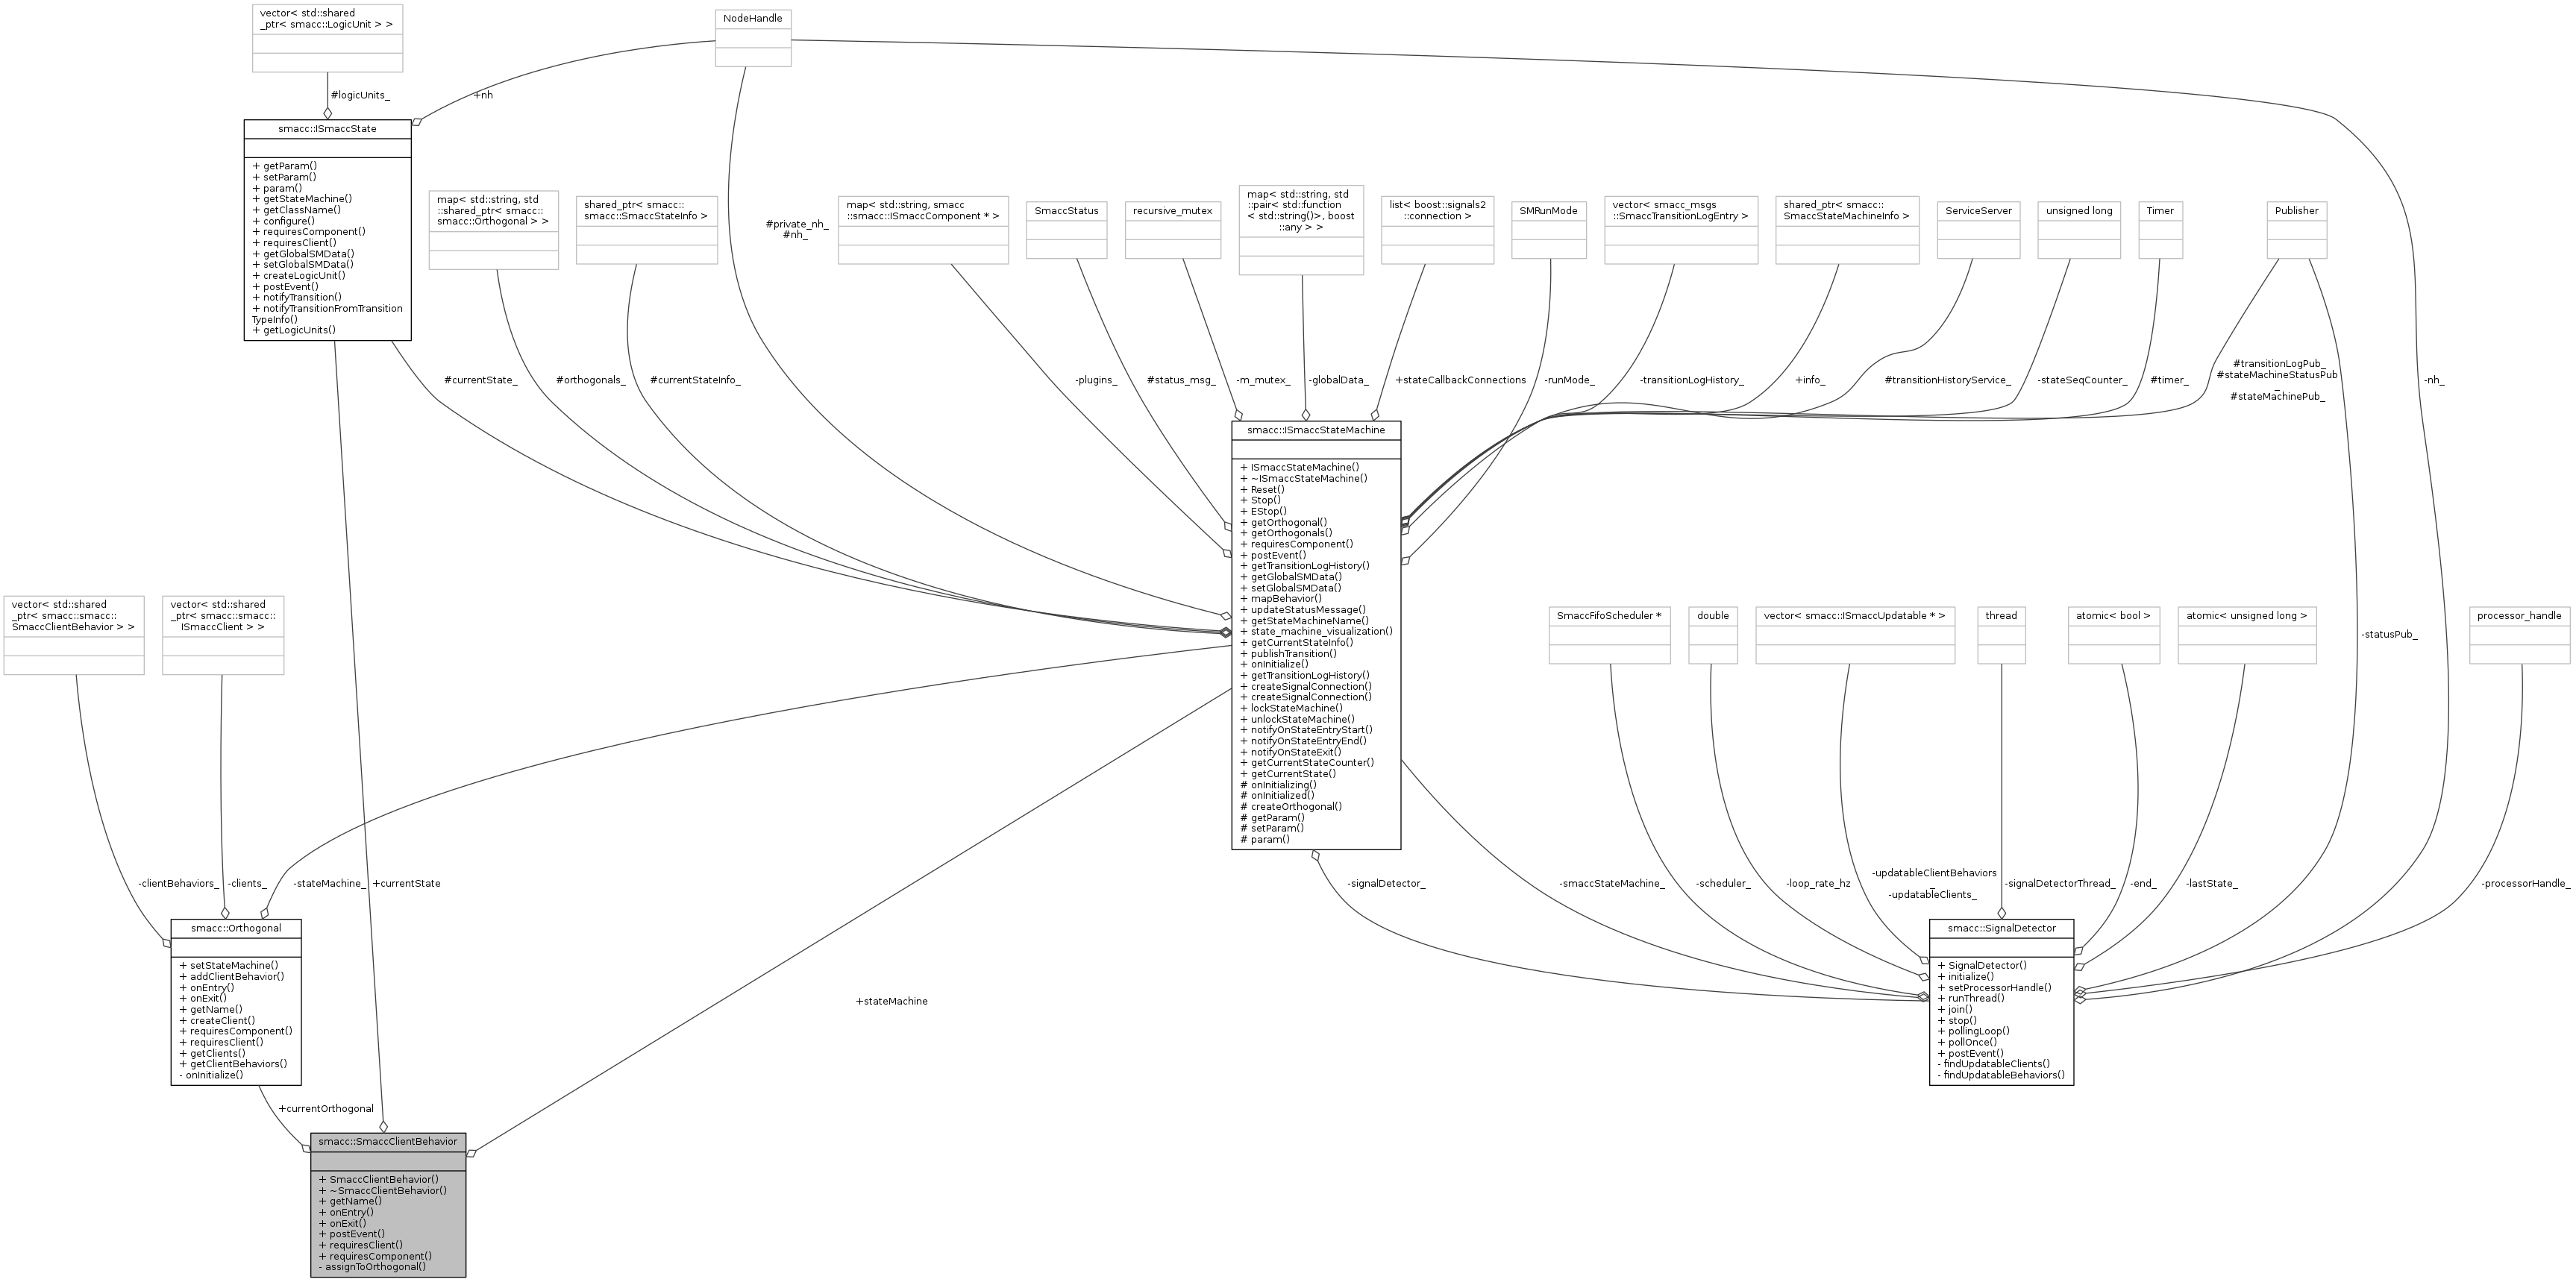 vector< std::shared
_ptr< smacc::LogicUnit > >
NodeHandle
#logicUnits_
+nh
smacc::ISmaccState
+ getParam()
+ setParam()
+ param()
+ getStateMachine()
+ getClassName()
+ configure()
+ requiresComponent()
+ requiresClient()
+ getGlobalSMData()
+ setGlobalSMData()
+ createLogicUnit()
+ postEvent()
+ notifyTransition()
+ notifyTransitionFromTransition
TypeInfo()
+ getLogicUnits()
map< std::string, std
::shared_ptr< smacc::
smacc::Orthogonal > >
shared_ptr< smacc::
smacc::SmaccStateInfo >
#private_nh_
#nh_
map< std::string, smacc
::smacc::ISmaccComponent * >
SmaccStatus
recursive_mutex
map< std::string, std
::pair< std::function
< std::string()>, boost
::any > >
list< boost::signals2
::connection >
SMRunMode
vector< smacc_msgs
::SmaccTransitionLogEntry >
shared_ptr< smacc::
SmaccStateMachineInfo >
ServiceServer
unsigned long
Timer
Publisher
#currentState_
#orthogonals_
#currentStateInfo_
-plugins_
#status_msg_
-m_mutex_
-globalData_
+stateCallbackConnections
-runMode_
-transitionLogHistory_
+info_
#transitionHistoryService_
-stateSeqCounter_
#timer_
#transitionLogPub_
#stateMachineStatusPub
_
#stateMachinePub_
-nh_
smacc::ISmaccStateMachine
+ ISmaccStateMachine()
+ ~ISmaccStateMachine()
+ Reset()
+ Stop()
+ EStop()
+ getOrthogonal()
+ getOrthogonals()
+ requiresComponent()
+ postEvent()
+ getTransitionLogHistory()
+ getGlobalSMData()
+ setGlobalSMData()
+ mapBehavior()
+ updateStatusMessage()
+ getStateMachineName()
+ state_machine_visualization()
+ getCurrentStateInfo()
+ publishTransition()
+ onInitialize()
+ getTransitionLogHistory()
+ createSignalConnection()
+ createSignalConnection()
+ lockStateMachine()
+ unlockStateMachine()
+ notifyOnStateEntryStart()
+ notifyOnStateEntryEnd()
+ notifyOnStateExit()
+ getCurrentStateCounter()
+ getCurrentState()
# onInitializing()
# onInitialized()
# createOrthogonal()
# getParam()
# setParam()
# param()
vector< std::shared
_ptr< smacc::smacc::
SmaccClientBehavior > >
vector< std::shared
_ptr< smacc::smacc::
ISmaccClient > >
SmaccFifoScheduler *
double
vector< smacc::ISmaccUpdatable * >
thread
atomic< bool >
atomic< unsigned long >
-statusPub_
processor_handle
-clientBehaviors_
-clients_
-stateMachine_
+currentState
-signalDetector_
-smaccStateMachine_
-scheduler_
-loop_rate_hz
-updatableClientBehaviors
_
-updatableClients_
-signalDetectorThread_
-end_
-lastState_
-processorHandle_
smacc::Orthogonal
+ setStateMachine()
+ addClientBehavior()
+ onEntry()
+ onExit()
+ getName()
+ createClient()
+ requiresComponent()
+ requiresClient()
+ getClients()
+ getClientBehaviors()
- onInitialize()
+stateMachine
smacc::SignalDetector
+ SignalDetector()
+ initialize()
+ setProcessorHandle()
+ runThread()
+ join()
+ stop()
+ pollingLoop()
+ pollOnce()
+ postEvent()
- findUpdatableClients()
- findUpdatableBehaviors()
+currentOrthogonal
smacc::SmaccClientBehavior
+ SmaccClientBehavior()
+ ~SmaccClientBehavior()
+ getName()
+ onEntry()
+ onExit()
+ postEvent()
+ requiresClient()
+ requiresComponent()
- assignToOrthogonal()